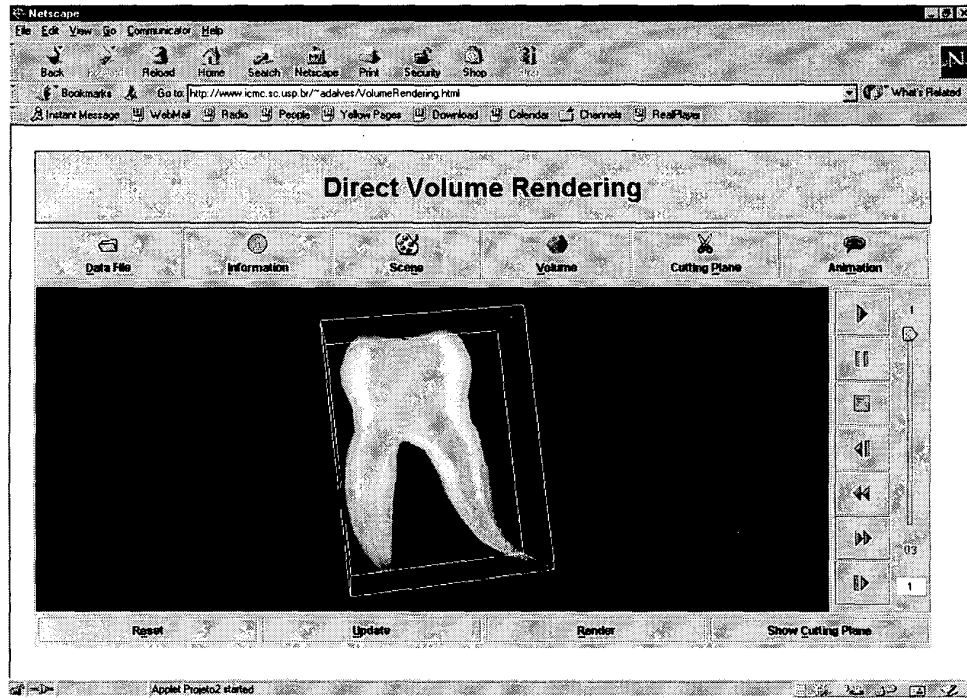 Netscape
File Edit View Go Communicator Help
Back Reload Home Search Netscape Print Security Shop
Bookmarks Go to: http://www.icmc.sc.usp.br/~adalves/VolumeRendering.html What's Related
Instant Message WebMail Radio People Yellow Pages Download Calendar Channels RealPlayer
Direct Volume Rendering
Data File Information Scene Volume Cutting Plane Animation
1
1
Reset Update Render Show Cutting Plane
Applet Projeto2 started